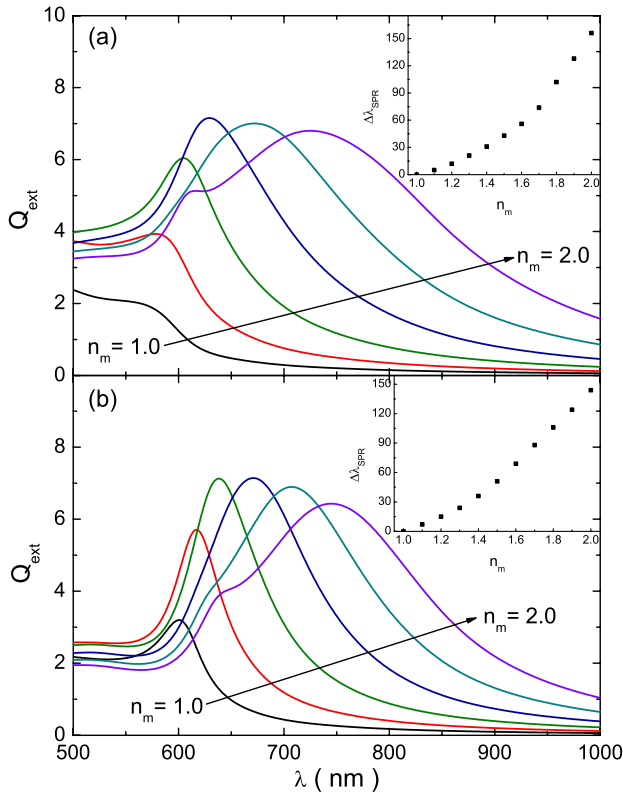 (a)
10
8
6
4
2
0
Q_ext
n_m = 1.0
n_m = 2.0
150
120
90
60
30
0
Δλ_SPR
1.0 1.2 1.4 1.6 1.8 2.0
n_m
(b)
8
6
4
2
0
Q_ext
n_m = 1.0
n_m = 2.0
150
120
90
60
30
0
Δλ_SPR
1.0 1.2 1.4 1.6 1.8 2.0
n_m
500 600 700 800 900 1000
λ ( nm )